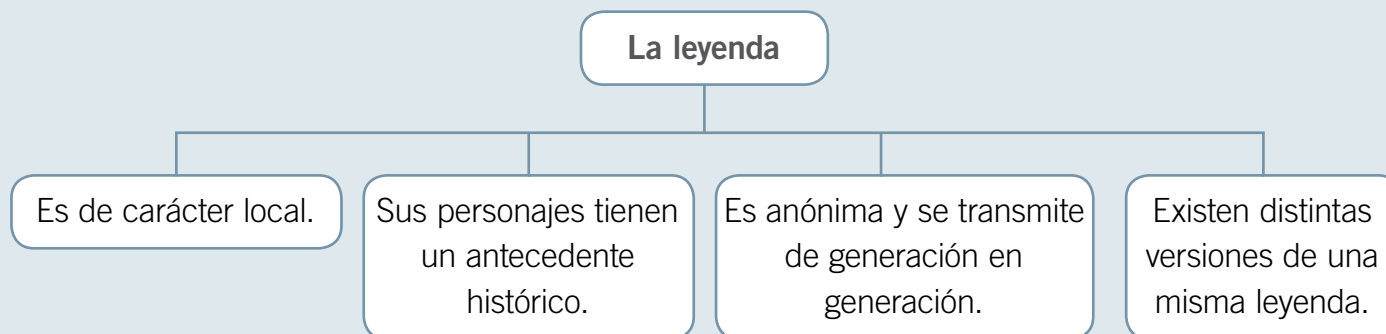 La leyenda
Es de carácter local.
Sus personajes tienen
un antecedente
histórico.
Es anónima y se transmite
de generación en
generación.
Existen distintas
versiones de una
misma leyenda.